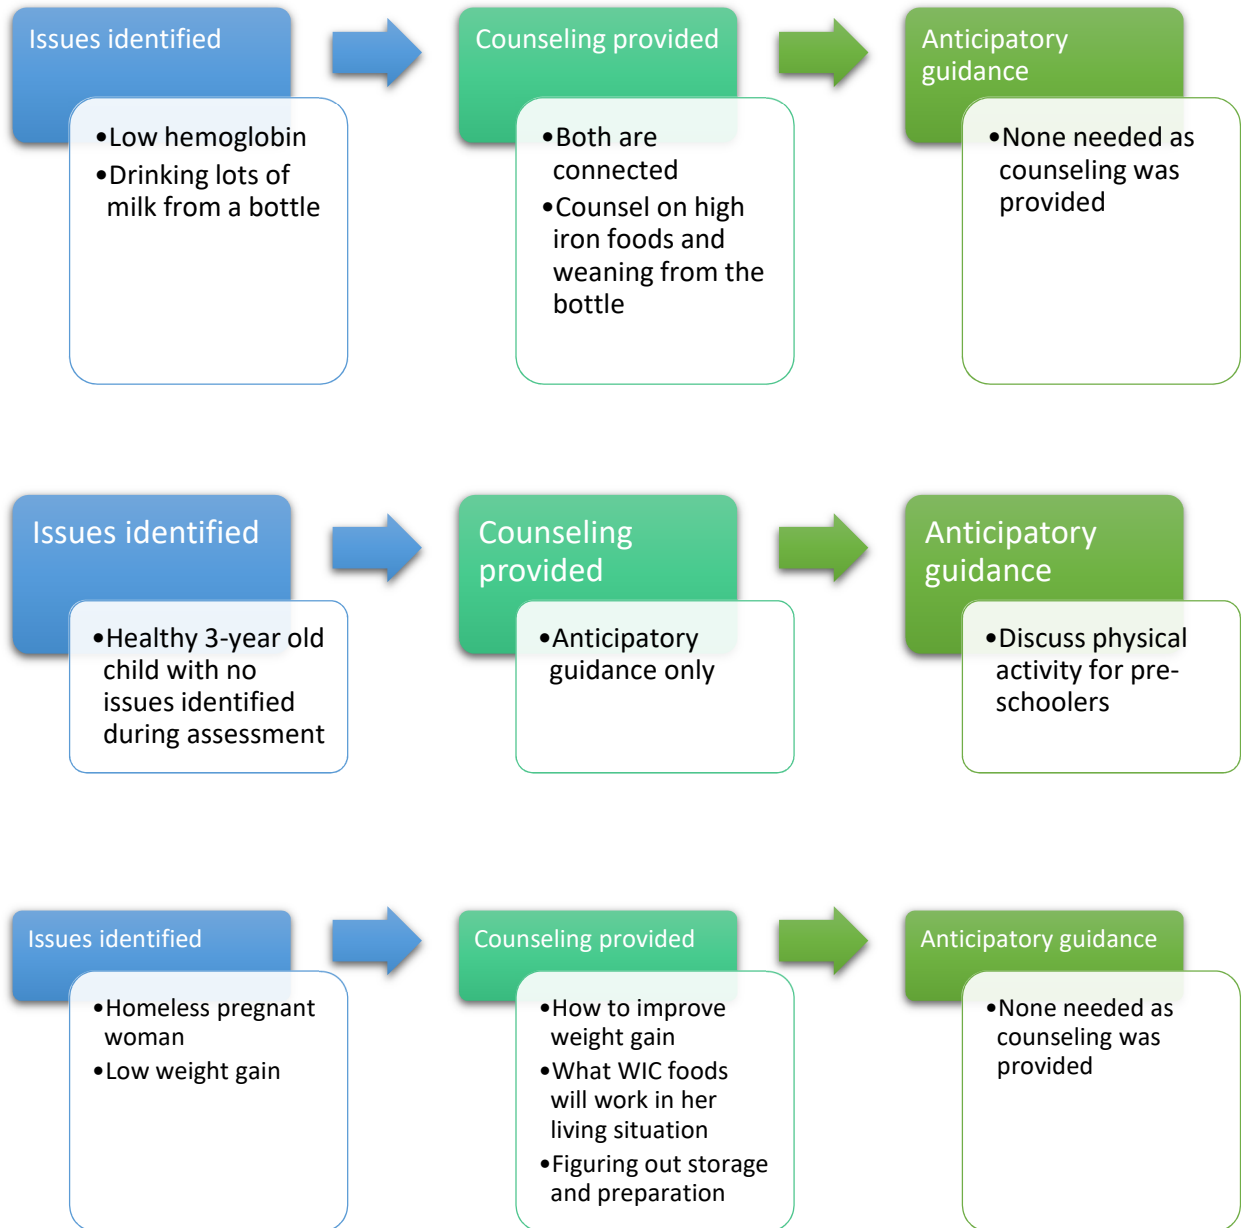 Issues identified
•Low hemoglobin
•Drinking lots of
milk from a bottle
Counseling provided
•Both are
connected
•Counsel on high
iron foods and
weaning from the
bottle
Anticipatory
guidance
•None needed as
counseling was
provided
Issues identified
•Healthy 3-year old
child with no
issues identified
during assessment
Counseling
provided
•Anticipatory
guidance only
Anticipatory
guidance
•Discuss physical
activity for pre-
schoolers
Issues identified
•Homeless pregnant
woman
•Low weight gain
Counseling provided
•How to improve
weight gain
•What WIC foods
will work in her
living situation
•Figuring out storage
and preparation
Anticipatory guidance
•None needed as
counseling was
provided